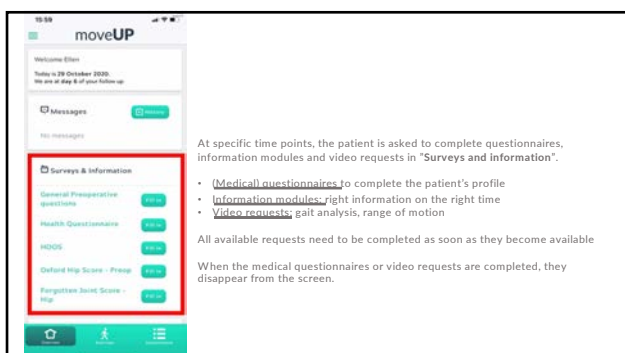 15:59
moveUP
Welcome Ellen
Today is 29 October 2020.
We are at day 6 of your follow up
Messages
No messages
Surveys & Information
General Preoperative
questions
Fill in
Health Questionnaire
Fill in
HOOS
Fill in
Oxford Hip Score - Preop
Fill in
Forgotten Joint Score -
Hip
Fill in
At specific time points, the patient is asked to complete questionnaires,
information modules and video requests in "Surveys and information".
• (Medical) questionnaires to complete the patient's profile
• Information modules: right information on the right time
• Video requests: gait analysis, range of motion
All available requests need to be completed as soon as they become available
When the medical questionnaires or video requests are completed, they
disappear from the screen.